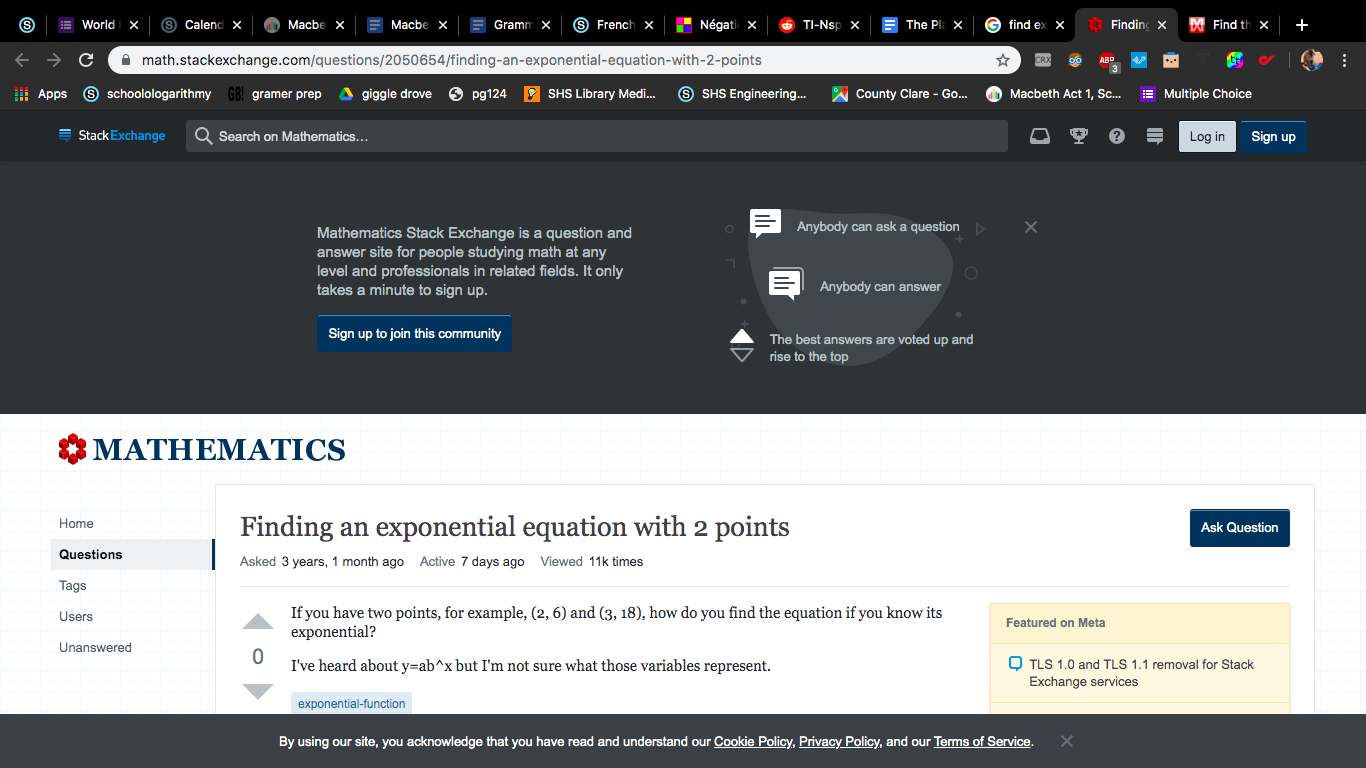 World
Calend
Macbe
Macbe
Gramm
French
Négati
TI-Nsp
The Pla
find ex
Finding
Find th
math.stackexchange.com/questions/2050654/finding-an-exponential-equation-with-2-points
CRX
ABP
3
Apps
schoolologarithmy
GB!
gramer prep
giggle drove
pg124
SHS Library Medi...
SHS Engineering...
County Clare - Go...
Macbeth Act 1, Sc...
Multiple Choice
StackExchange
Search on Mathematics...
Log in
Sign up
Mathematics Stack Exchange is a question and
answer site for people studying math at any
level and professionals in related fields. It only
takes a minute to sign up.
Sign up to join this community
Anybody can ask a question
Anybody can answer
The best answers are voted up and
rise to the top
MATHEMATICS
Home
Questions
Tags
Users
Unanswered
Finding an exponential equation with 2 points
Ask Question
Asked 3 years, 1 month ago Active 7 days ago Viewed 11k times
0
If you have two points, for example, (2, 6) and (3, 18), how do you find the equation if you know its
exponential?
I've heard about y=ab^x but I'm not sure what those variables represent.
exponential-function
Featured on Meta
TLS 1.0 and TLS 1.1 removal for Stack
Exchange services
By using our site, you acknowledge that you have read and understand our Cookie Policy, Privacy Policy, and our Terms of Service.